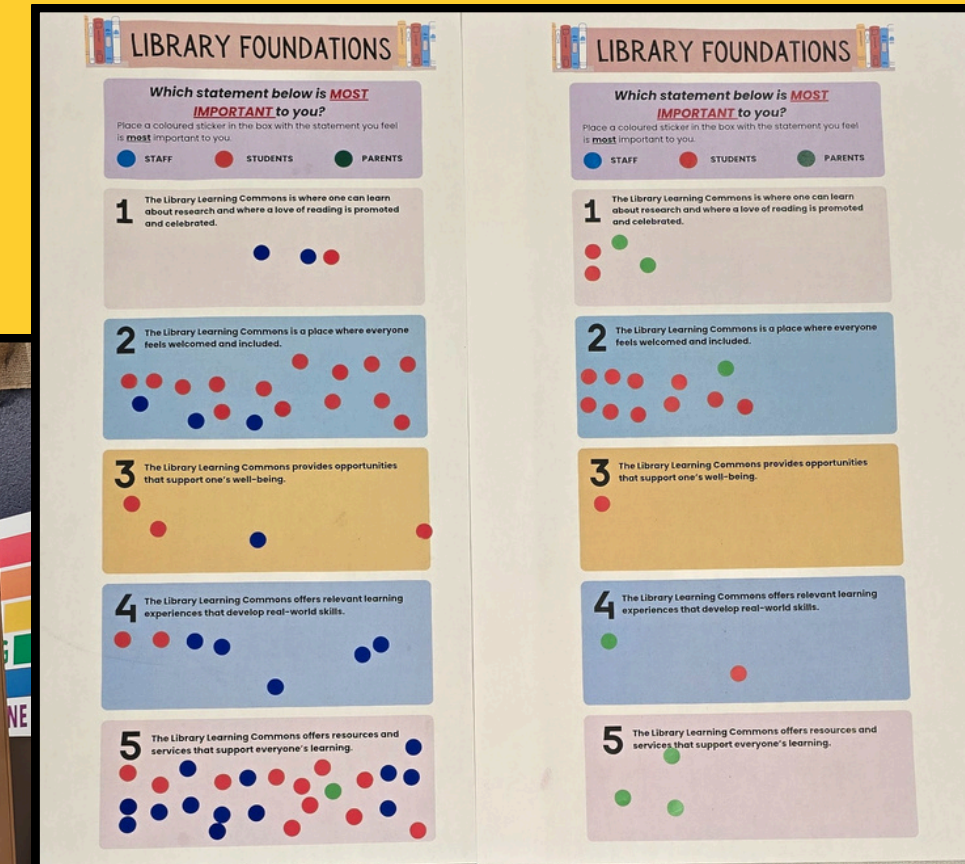 LIBRARY FOUNDATIONS
Which statement below is MOST
IMPORTANT to you?
Place a coloured sticker in the box with the statement you feel
is most important to you.
STAFF STUDENTS PARENTS
1 The Library Learning Commons is where one can learn
about research and where a love of reading is promoted
and celebrated.
2 The Library Learning Commons is a place where everyone
feels welcomed and included.
3 The Library Learning Commons provides opportunities
that support one's well-being.
4 The Library Learning Commons offers relevant learning
experiences that develop real-world skills.
5 The Library Learning Commons offers resources and
services that support everyone's learning.
LIBRARY FOUNDATIONS
Which statement below is MOST
IMPORTANT to you?
Place a coloured sticker in the box with the statement you feel
is most important to you.
STAFF STUDENTS PARENTS
1 The Library Learning Commons is where one can learn
about research and where a love of reading is promoted
and celebrated.
2 The Library Learning Commons is a place where everyone
feels welcomed and included.
3 The Library Learning Commons provides opportunities
that support one's well-being.
4 The Library Learning Commons offers relevant learning
experiences that develop real-world skills.
5 The Library Learning Commons offers resources and
services that support everyone's learning.
NE